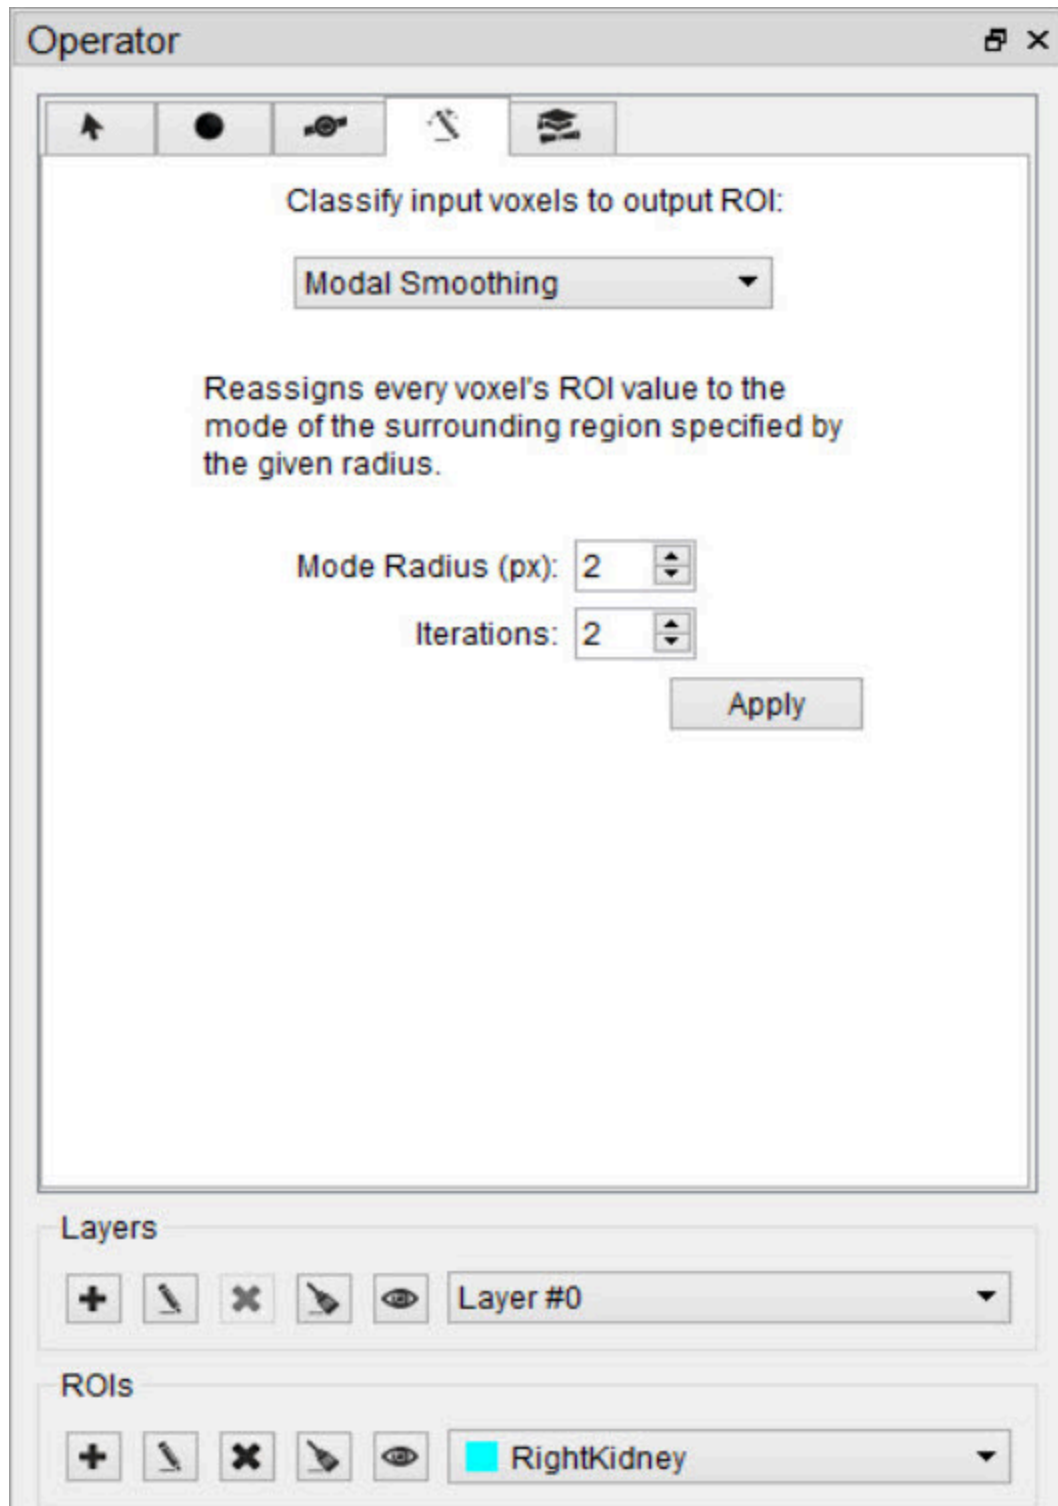 Operator
Classify input voxels to output ROI:
Modal Smoothing
Reassigns every voxel's ROI value to the
mode of the surrounding region specified by
the given radius.
Mode Radius (px): 2
Iterations: 2
Apply
Layers
Layer #0
ROIs
RightKidney